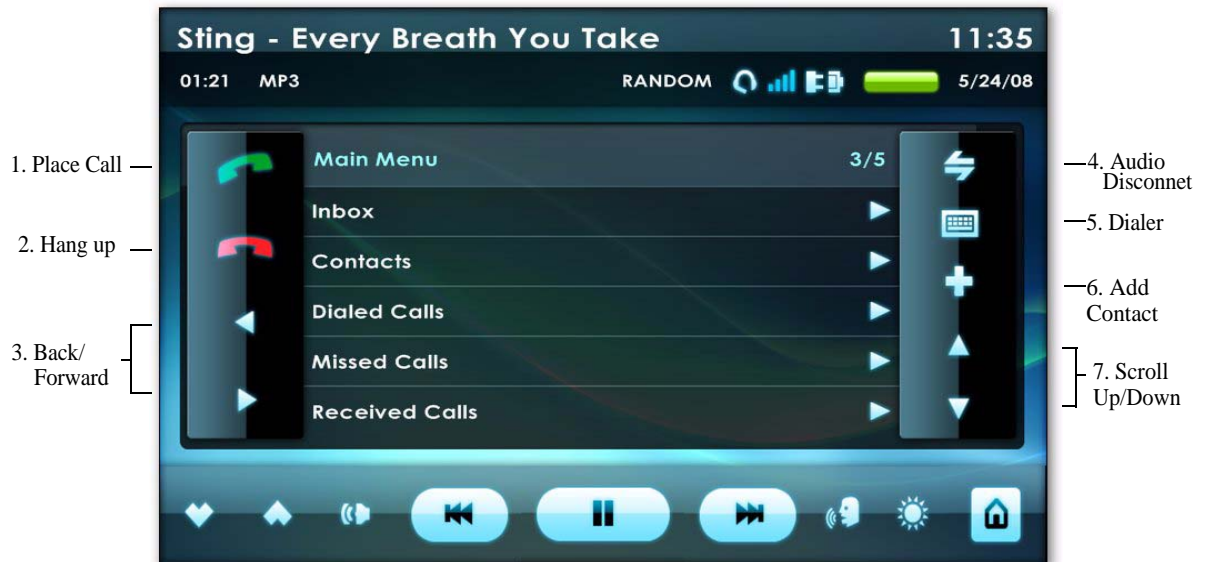 Sting - Every Breath You Take 11:35
01:21 MP3 RANDOM 5/24/08
Main Menu 3/5
Inbox
Contacts
Dialed Calls
Missed Calls
Received Calls
1. Place Call
2. Hang up
3. Back/
Forward
4. Audio
Disconnet
5. Dialer
6. Add
Contact
7. Scroll
Up/Down